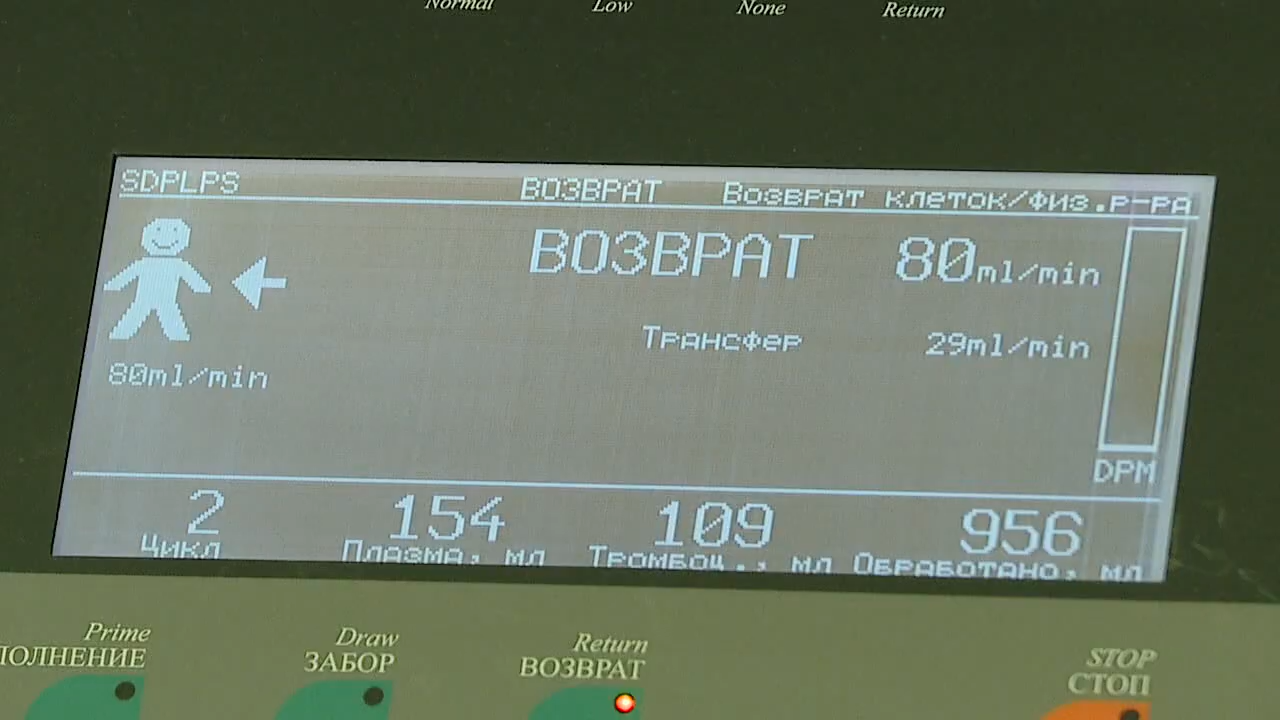 Normal Low None Return
SDPLPS ВОЗВРАТ Возврат клеток/физ.р-ра
ВОЗВРАТ 80ml/min
Трансфер 29ml/min
80ml/min
DPM
2 154 109 956
Цикл Плазма, мл Тромбоц., мл Обработано, мл
Prime Draw Return STOP
ПОЛНЕНИЕ ЗАБОР ВОЗВРАТ СТОП